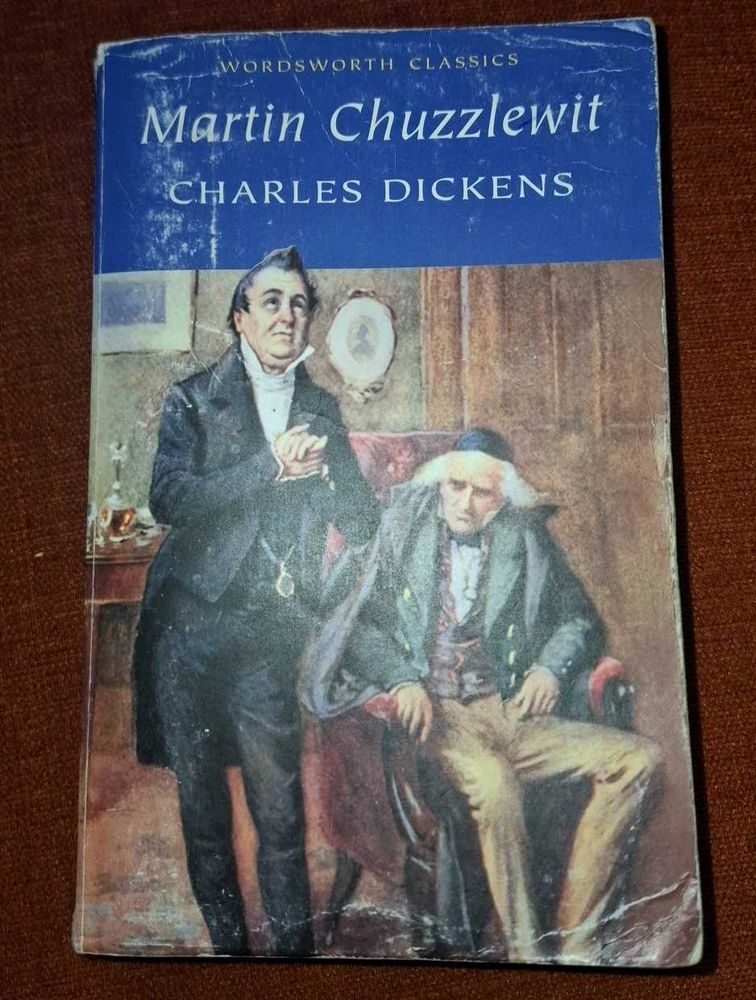 WORDSWORTH CLASSICS
Martin Chuzzlewit
CHARLES DICKENS